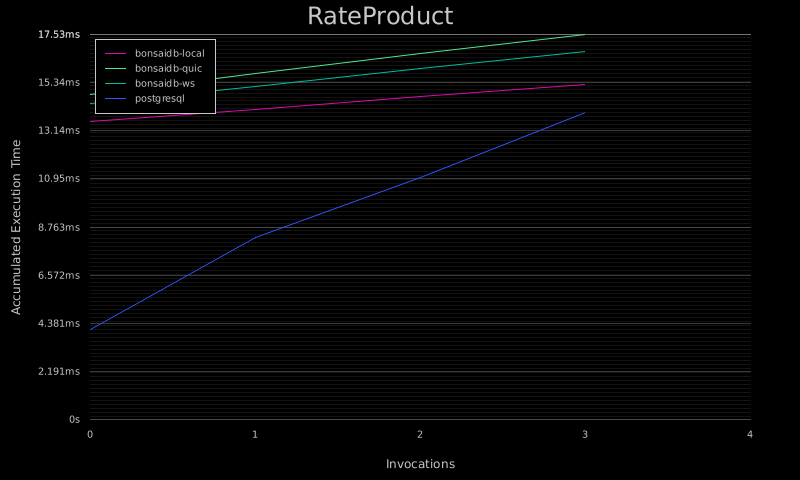 RateProduct
17.53ms
15.34ms
13.14ms
10.95ms
8.763ms
6.572ms
4.381ms
2.191ms
0s
bonsaidb-local
bonsaidb-quic
bonsaidb-ws
postgresql
Accumulated Execution Time
0 1 2 3 4
Invocations